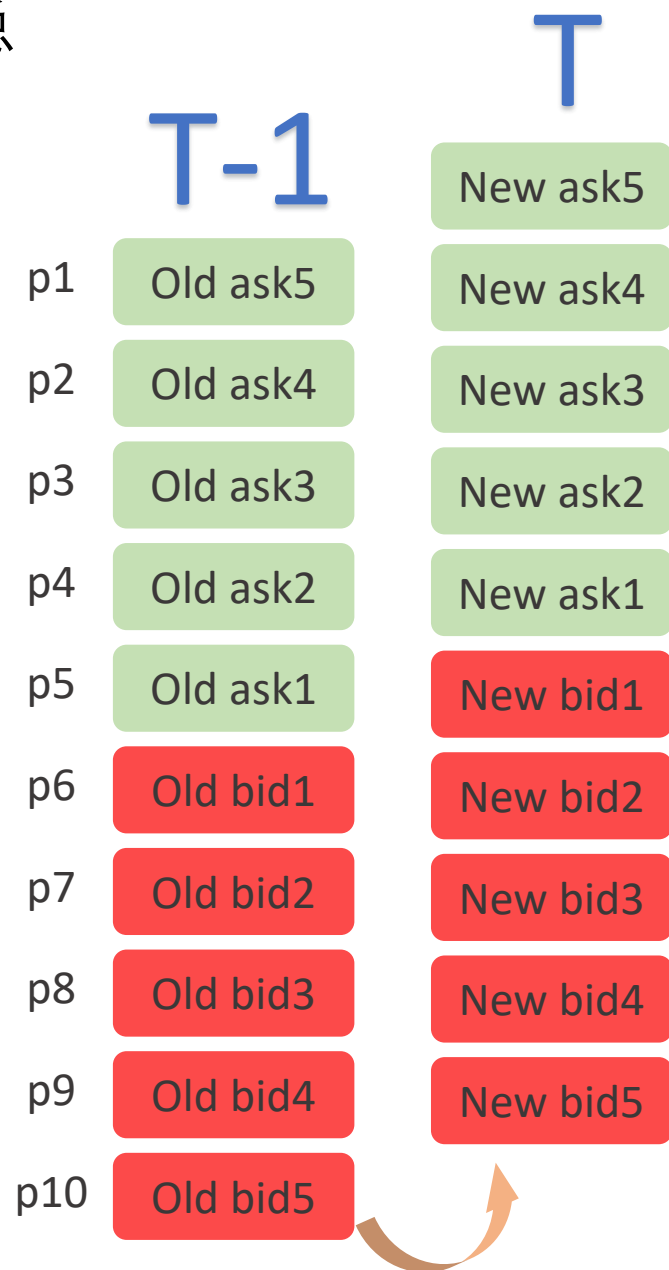 T
T-1
New ask5
p1 Old ask5
New ask4
p2 Old ask4
New ask3
p3 Old ask3
New ask2
p4 Old ask2
New ask1
p5 Old ask1
New bid1
p6 Old bid1
New bid2
p7 Old bid2
New bid3
p8 Old bid3
New bid4
p9 Old bid4
New bid5
p10 Old bid5